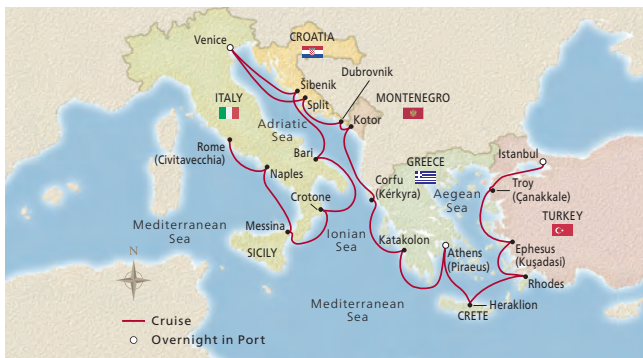 CROATIA
Venice
Dubrovnik
Šibenik
MONTENEGRO
ITALY
Split
Adriatic
Sea
Kotor
Rome
(Civitavecchia)
Bari
Istanbul
Naples
GREECE
Corfu
(Kérkyra)
Aegean
Sea
Troy
(Çanakkale)
Crotone
TURKEY
Mediterranean
Sea
Messina
Ionian
Sea
Katakolon
Athens
(Piraeus)
Ephesus
(Kuşadasi)
SICILY
Rhodes
N
Mediterranean
Sea
Heraklion
CRETE
Cruise
Overnight in Port